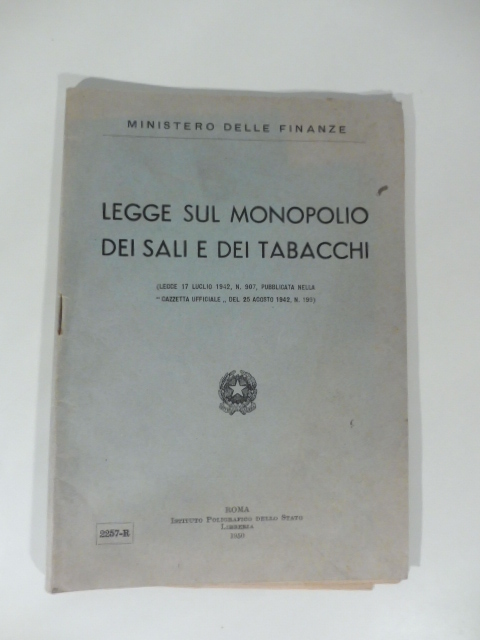 MINISTERO DELLE FINANZE
LEGGE SUL MONOPOLIO
DEI SALI E DEI TABACCHI
(LEGGE 17 LUGLIO 1942, N. 907, PUBBLICATA NELLA
"GAZZETTA UFFICIALE„ DEL 25 AGOSTO 1942, N. 199)
ROMA
ISTITUTO POLIGRAFICO DELLO STATO
LIBRERIA
1950
2257-R